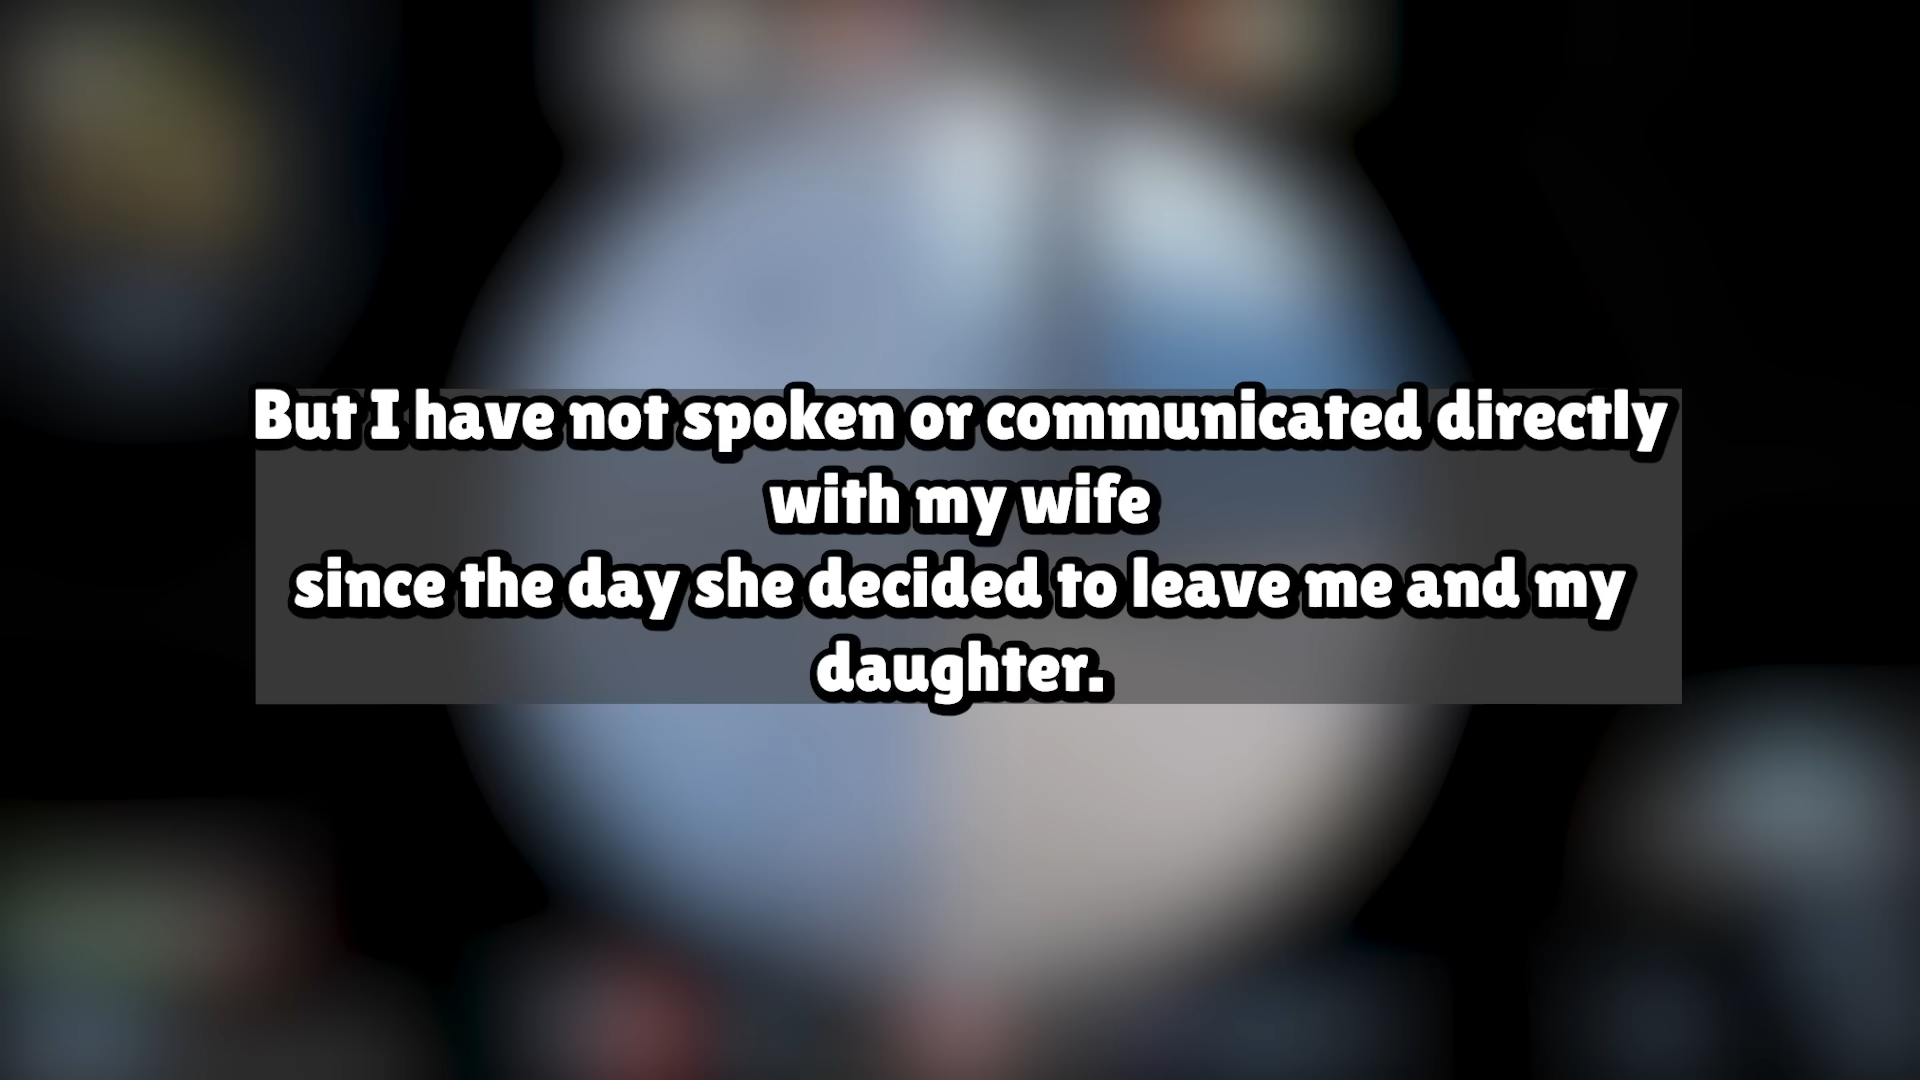 But I have not spoken or communicated directly
with my wife
since the day she decided to leave me and my
daughter.